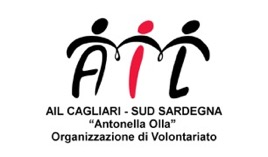 AIL
AIL CAGLIARI - SUD SARDEGNA
“Antonella Olla”
Organizzazione di Volontariato